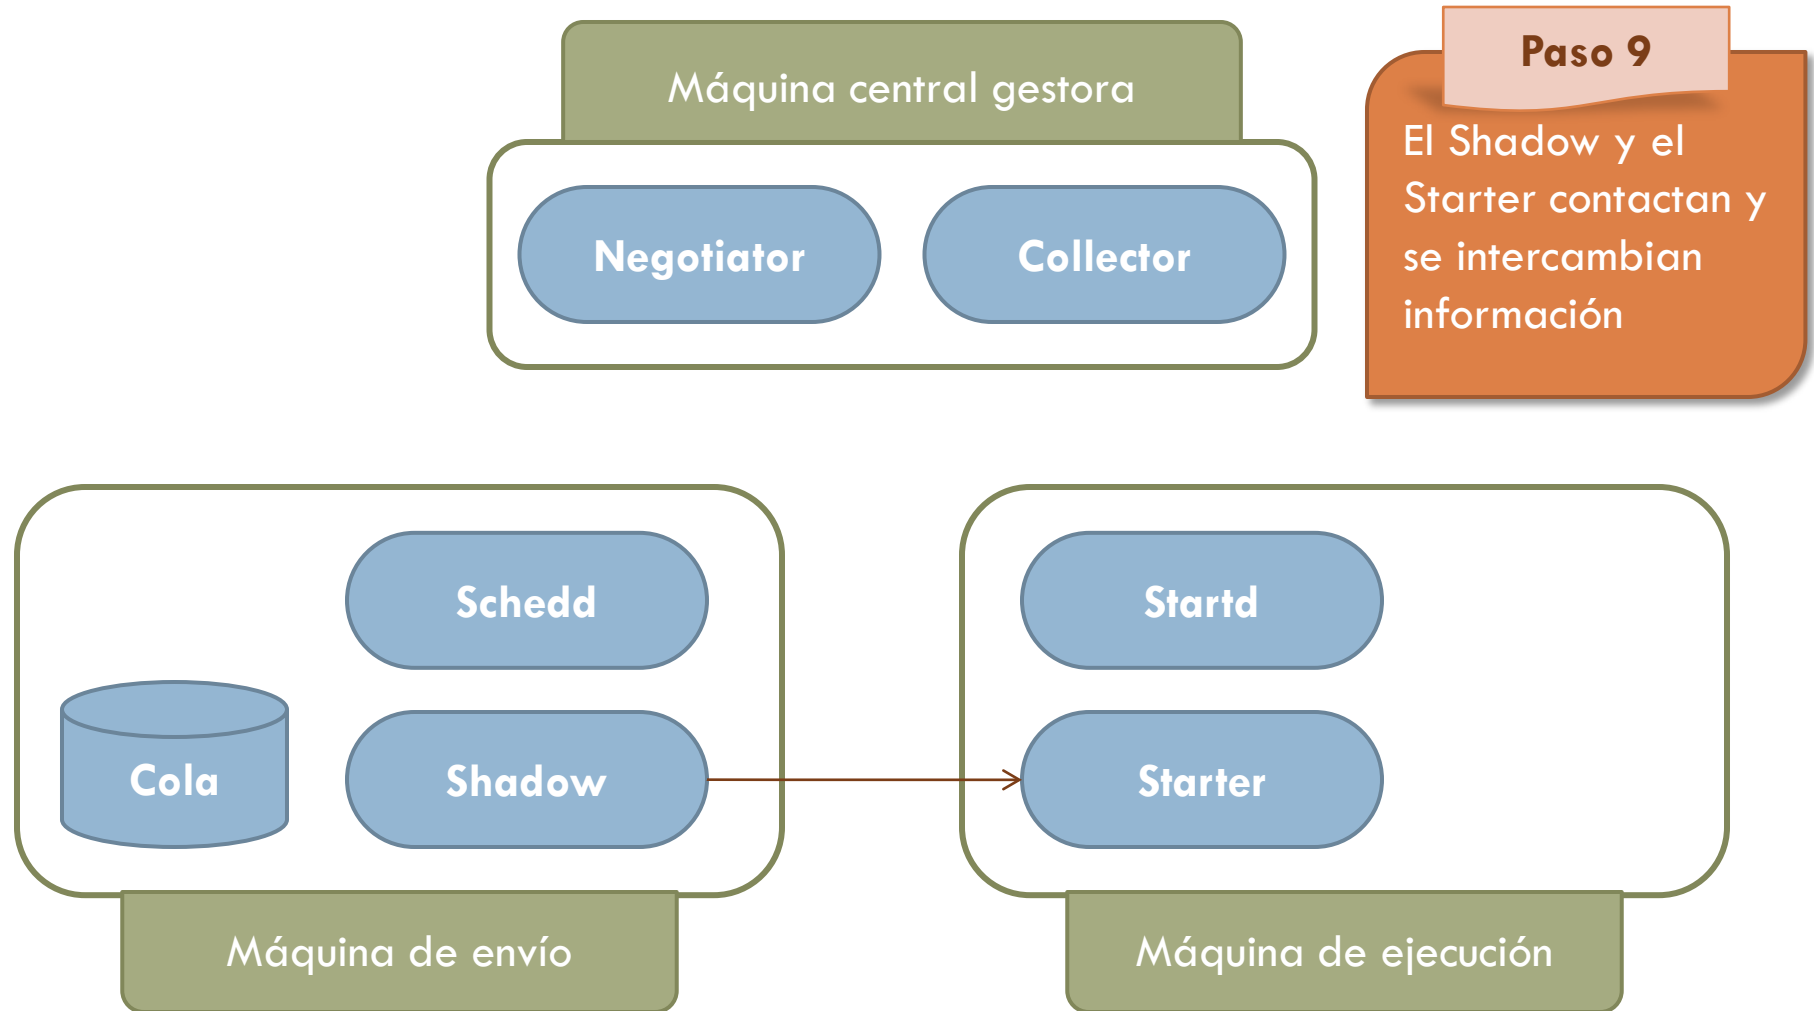 Máquina central gestora
Negotiator
Collector
Paso 9
El Shadow y el
Starter contactan y
se intercambian
información
Schedd
Cola
Shadow
Máquina de envío
Startd
Starter
Máquina de ejecución